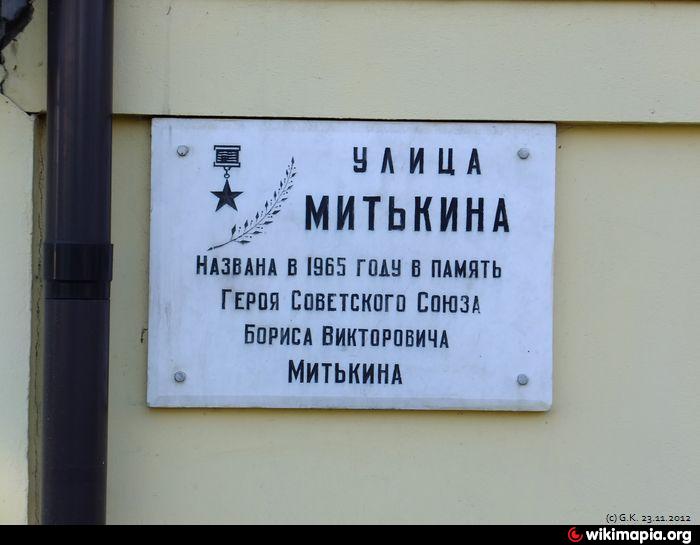 УЛИЦА
МИТЬКИНА
НАЗВАНА В 1965 ГОДУ В ПАМЯТЬ
ГЕРОЯ СОВЕТСКОГО СОЮЗА
БОРИСА ВИКТОРОВИЧА
МИТЬКИНА
(c) G.K. 23.11.2012
wikimapia.org